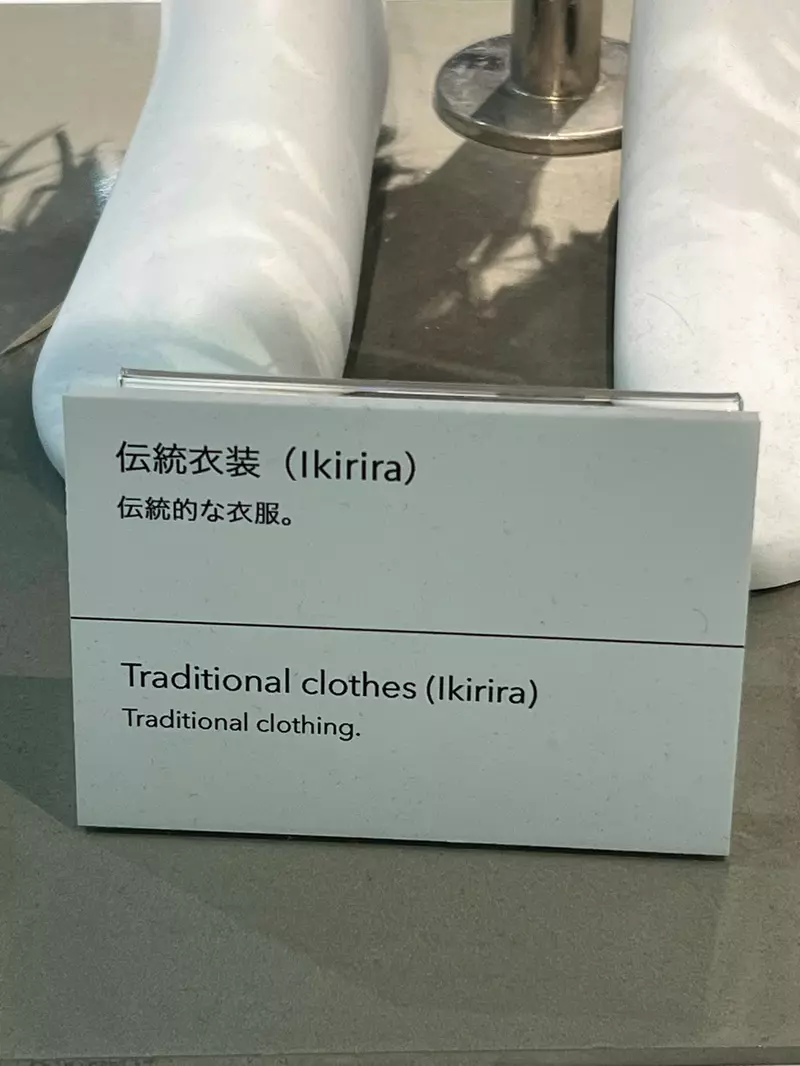 伝統衣装（Ikirira）
伝統的な衣服。
Traditional clothes (Ikirira)
Traditional clothing.